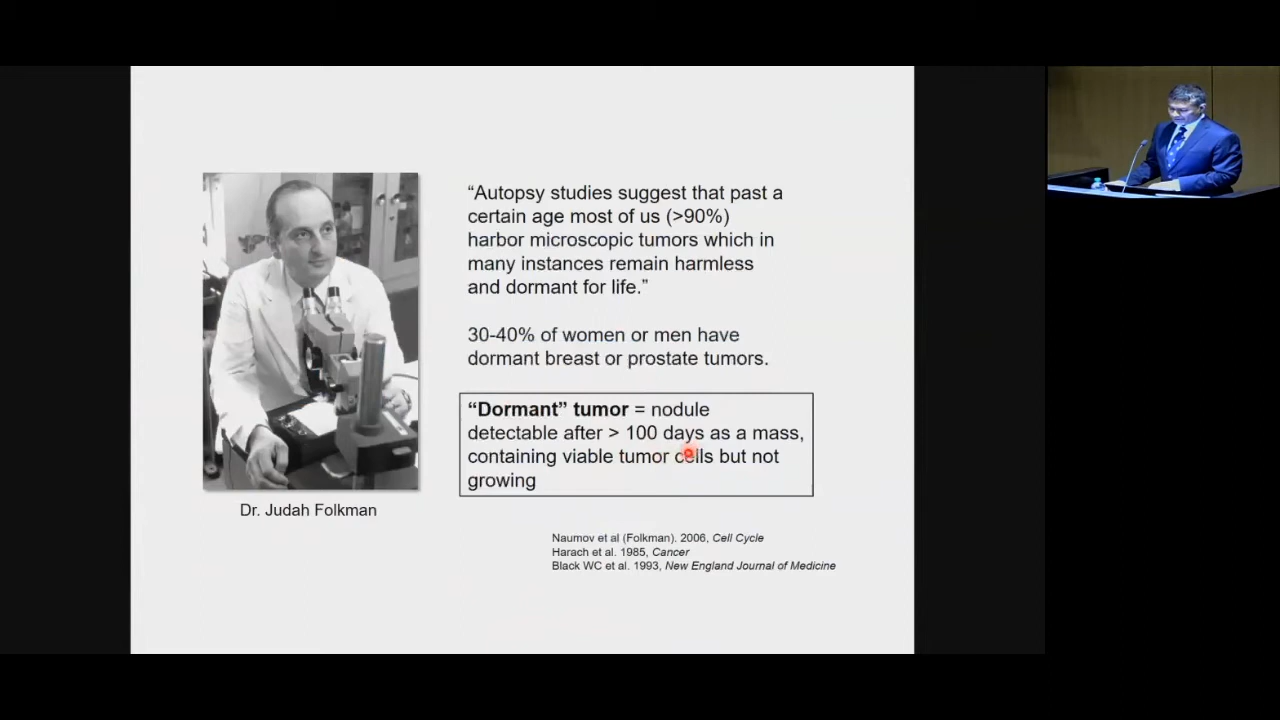 “Autopsy studies suggest that past a
certain age most of us (>90%)
harbor microscopic tumors which in
many instances remain harmless
and dormant for life.”
30-40% of women or men have
dormant breast or prostate tumors.
“Dormant” tumor = nodule
detectable after > 100 days as a mass,
containing viable tumor cells but not
growing
Dr. Judah Folkman
Naumov et al (Folkman). 2006, Cell Cycle
Harach et al. 1985, Cancer
Black WC et al. 1993, New England Journal of Medicine